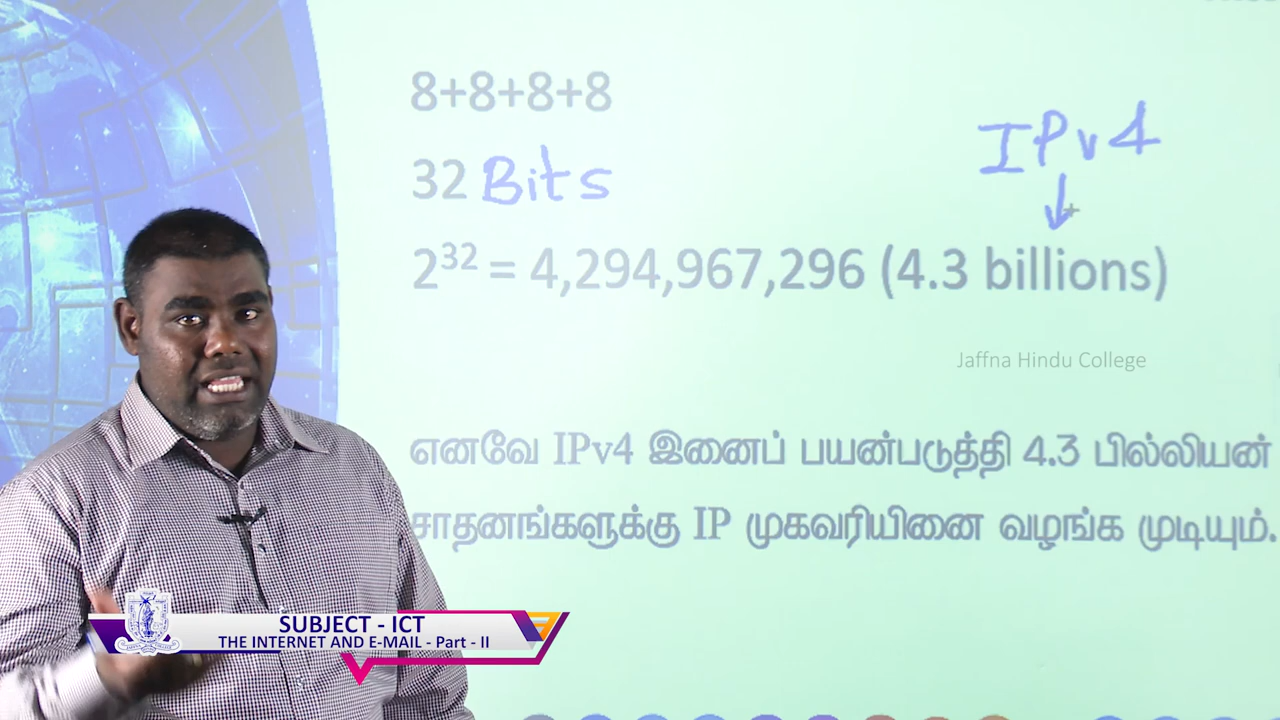 8+8+8+8
IPv4
32 Bits
2³² = 4,294,967,296 (4.3 billions)
Jaffna Hindu College
எனவே IPv4 இனைப் பயன்படுத்தி 4.3 பில்லியன்
சாதனங்களுக்கு IP முகவரியினை வழங்க முடியும்.
SUBJECT - ICT
THE INTERNET AND E-MAIL - Part - II